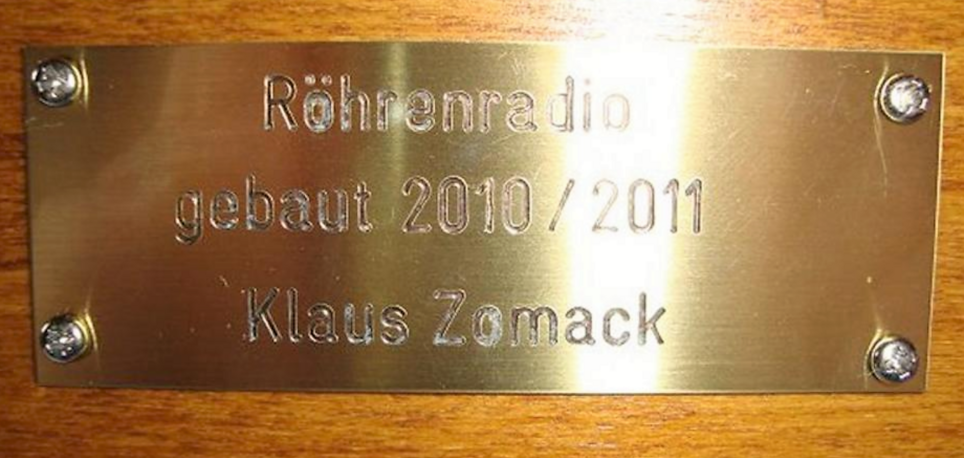 Röhrenradio
gebaut 2010 / 2011
Klaus Zomack